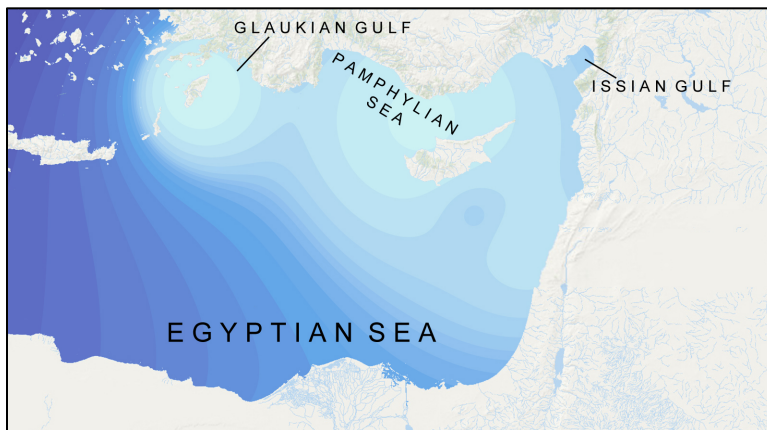 GLAUKIAN GULF
PAMPHYLIAN
SEA
ISSIAN GULF
EGYPTIAN SEA